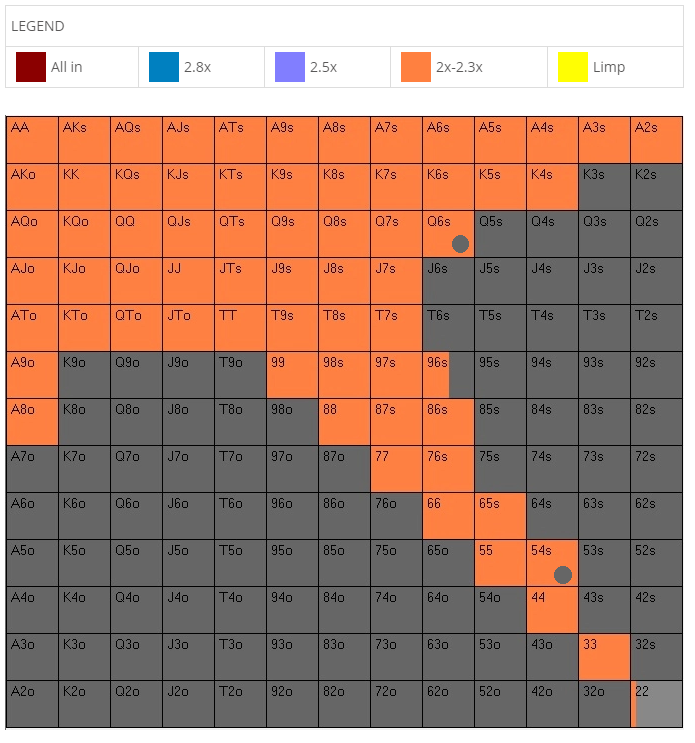 LEGEND
All in 2.8x 2.5x 2x-2.3x Limp
AA AKs AQs AJs ATs A9s A8s A7s A6s A5s A4s A3s A2s
AKo KK KQs KJs KTs K9s K8s K7s K6s K5s K4s K3s K2s
AQo KQo QQ QJs QTs Q9s Q8s Q7s Q6s Q5s Q4s Q3s Q2s
AJo KJo QJo JJ JTs J9s J8s J7s J6s J5s J4s J3s J2s
ATo KTo QTo JTo TT T9s T8s T7s T6s T5s T4s T3s T2s
A9o K9o Q9o J9o T9o 99 98s 97s 96s 95s 94s 93s 92s
A8o K8o Q8o J8o T8o 98o 88 87s 86s 85s 84s 83s 82s
A7o K7o Q7o J7o T7o 97o 87o 77 76s 75s 74s 73s 72s
A6o K6o Q6o J6o T6o 96o 86o 76o 66 65s 64s 63s 62s
A5o K5o Q5o J5o T5o 95o 85o 75o 65o 55 54s 53s 52s
A4o K4o Q4o J4o T4o 94o 84o 74o 64o 54o 44 43s 42s
A3o K3o Q3o J3o T3o 93o 83o 73o 63o 53o 43o 33 32s
A2o K2o Q2o J2o T2o 92o 82o 72o 62o 52o 42o 32o 22